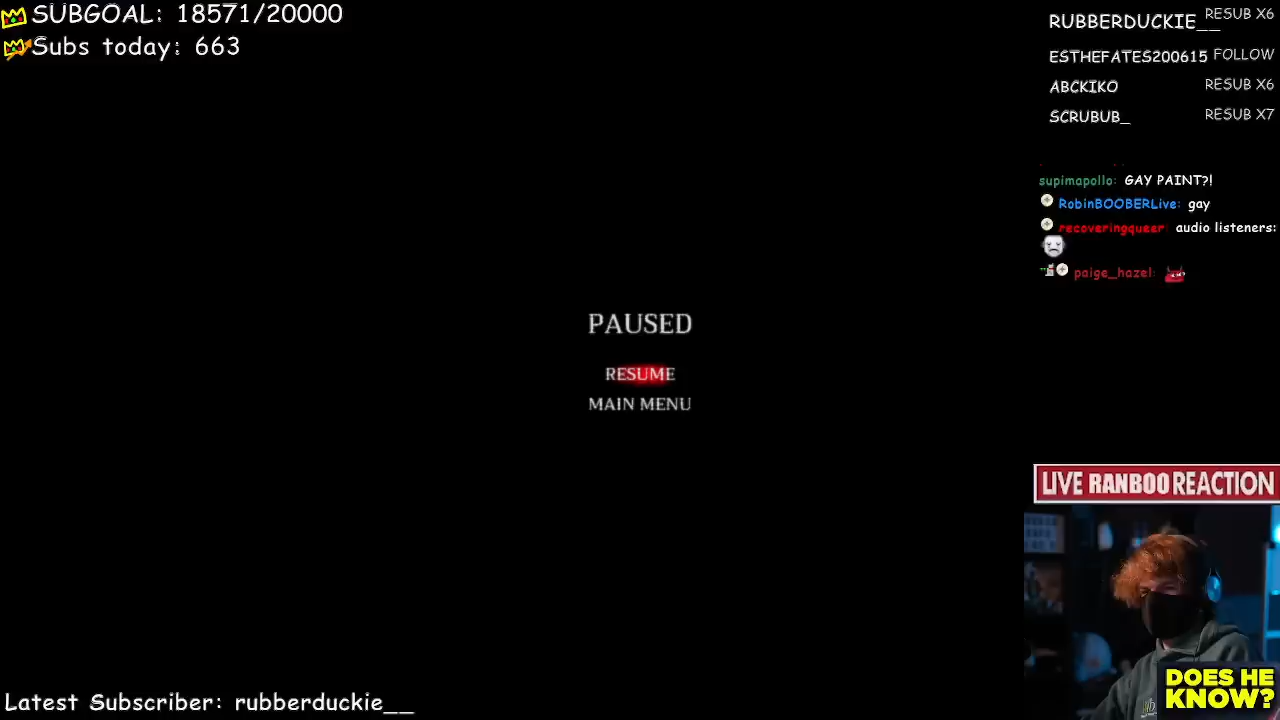 SUBGOAL: 18571/20000
Subs today: 663
RUBBERDUCKIE__ RESUB X6
ESTHEFATES200615 FOLLOW
ABCKIKO RESUB X6
SCRUBUB_ RESUB X7
supimapollo: GAY PAINT?!
RobinBOOBERLive: gay
recoveringqueer: audio listeners:
paige_hazel:
PAUSED
RESUME
MAIN MENU
LIVE RANBOO REACTION
DOES HE
KNOW?
Latest Subscriber: rubberduckie__